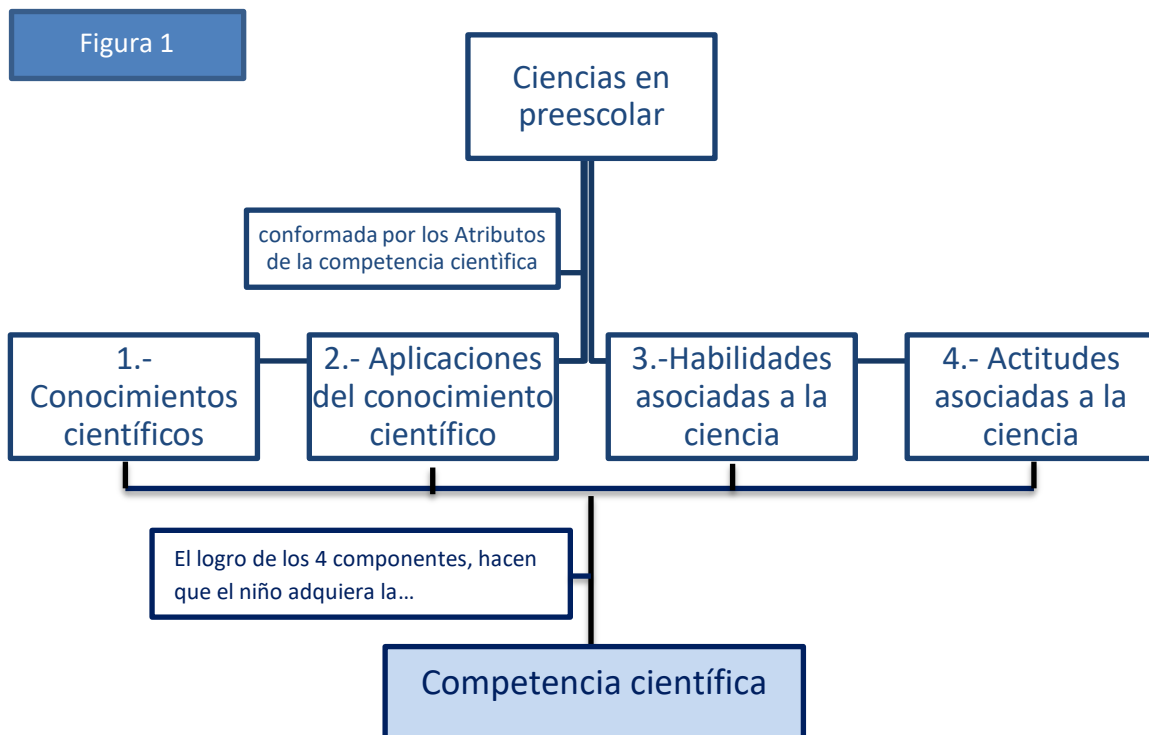 Figura 1
Ciencias en
preescolar
conformada por los Atributos
de la competencia cientìfica
1.-
Conocimientos
científicos
2.- Aplicaciones
del conocimiento
científico
3.-Habilidades
asociadas a la
ciencia
4.- Actitudes
asociadas a la
ciencia
El logro de los 4 componentes, hacen
que el niño adquiera la...
Competencia científica